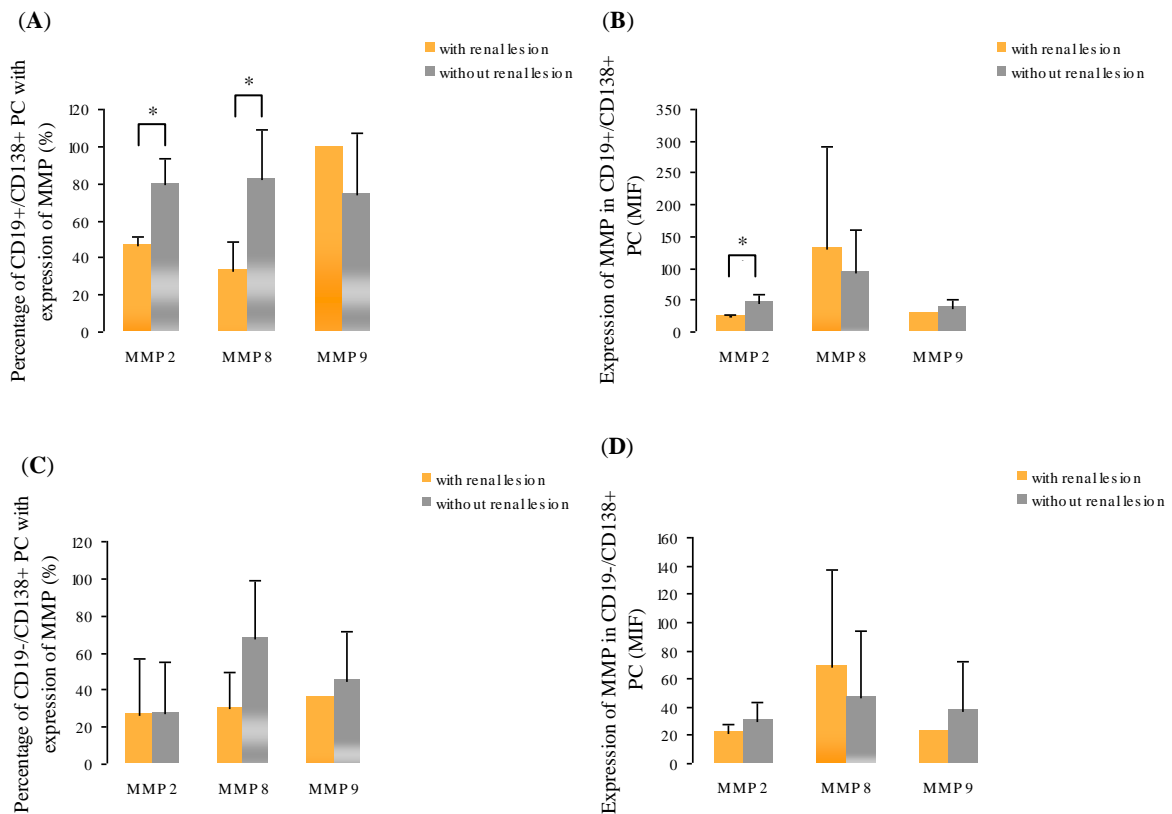 (A)
with renal lesion
without renal lesion
*
*
Percentage of CD19+/CD138+ PC with
expression of MMP (%)
120
100
80
60
40
20
0
MMP 2
MMP 8
MMP 9
(B)
with renal lesion
without renal lesion
*
Expression of MMP in CD19+/CD138+
PC (MIF)
350
300
250
200
150
100
50
0
MMP 2
MMP 8
MMP 9
(C)
with renal lesion
without renal lesion
Percentage of CD19-/CD138+ PC with
expression of MMP (%)
120
100
80
60
40
20
0
MMP 2
MMP 8
MMP 9
(D)
with renal lesion
without renal lesion
Expression of MMP in CD19-/CD138+
PC (MIF)
160
140
120
100
80
60
40
20
0
MMP 2
MMP 8
MMP 9